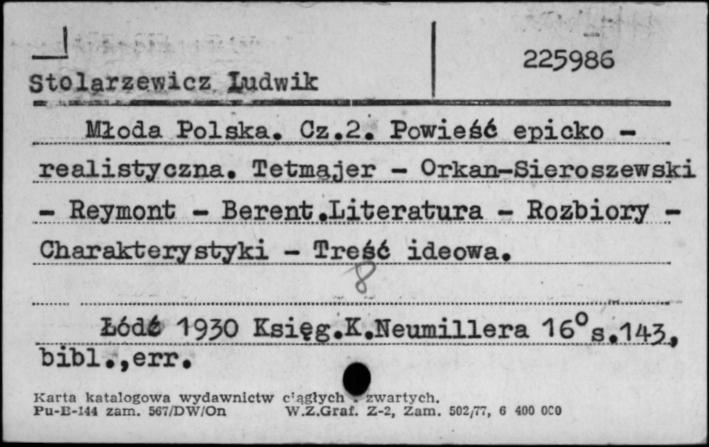 225986
Stolarzewicz Ludwik
Młoda Polska. Cz.2. Powieść epicko -
realistyczna. Tetmajer - Orkan-Sieroszewski
- Reymont - Berent.Literatura - Rozbiory -
Charakterystyki - Treść ideowa.
8
Łódź 1930 Księg.K.Neumillera 16° s.143,
bibl.,err.
Karta katalogowa wydawnictw ciągłych i zwartych.
Pu-B-144 zam. 567/DW/On W.Z.Graf. Z-2, Zam. 502/77, 6 400 000